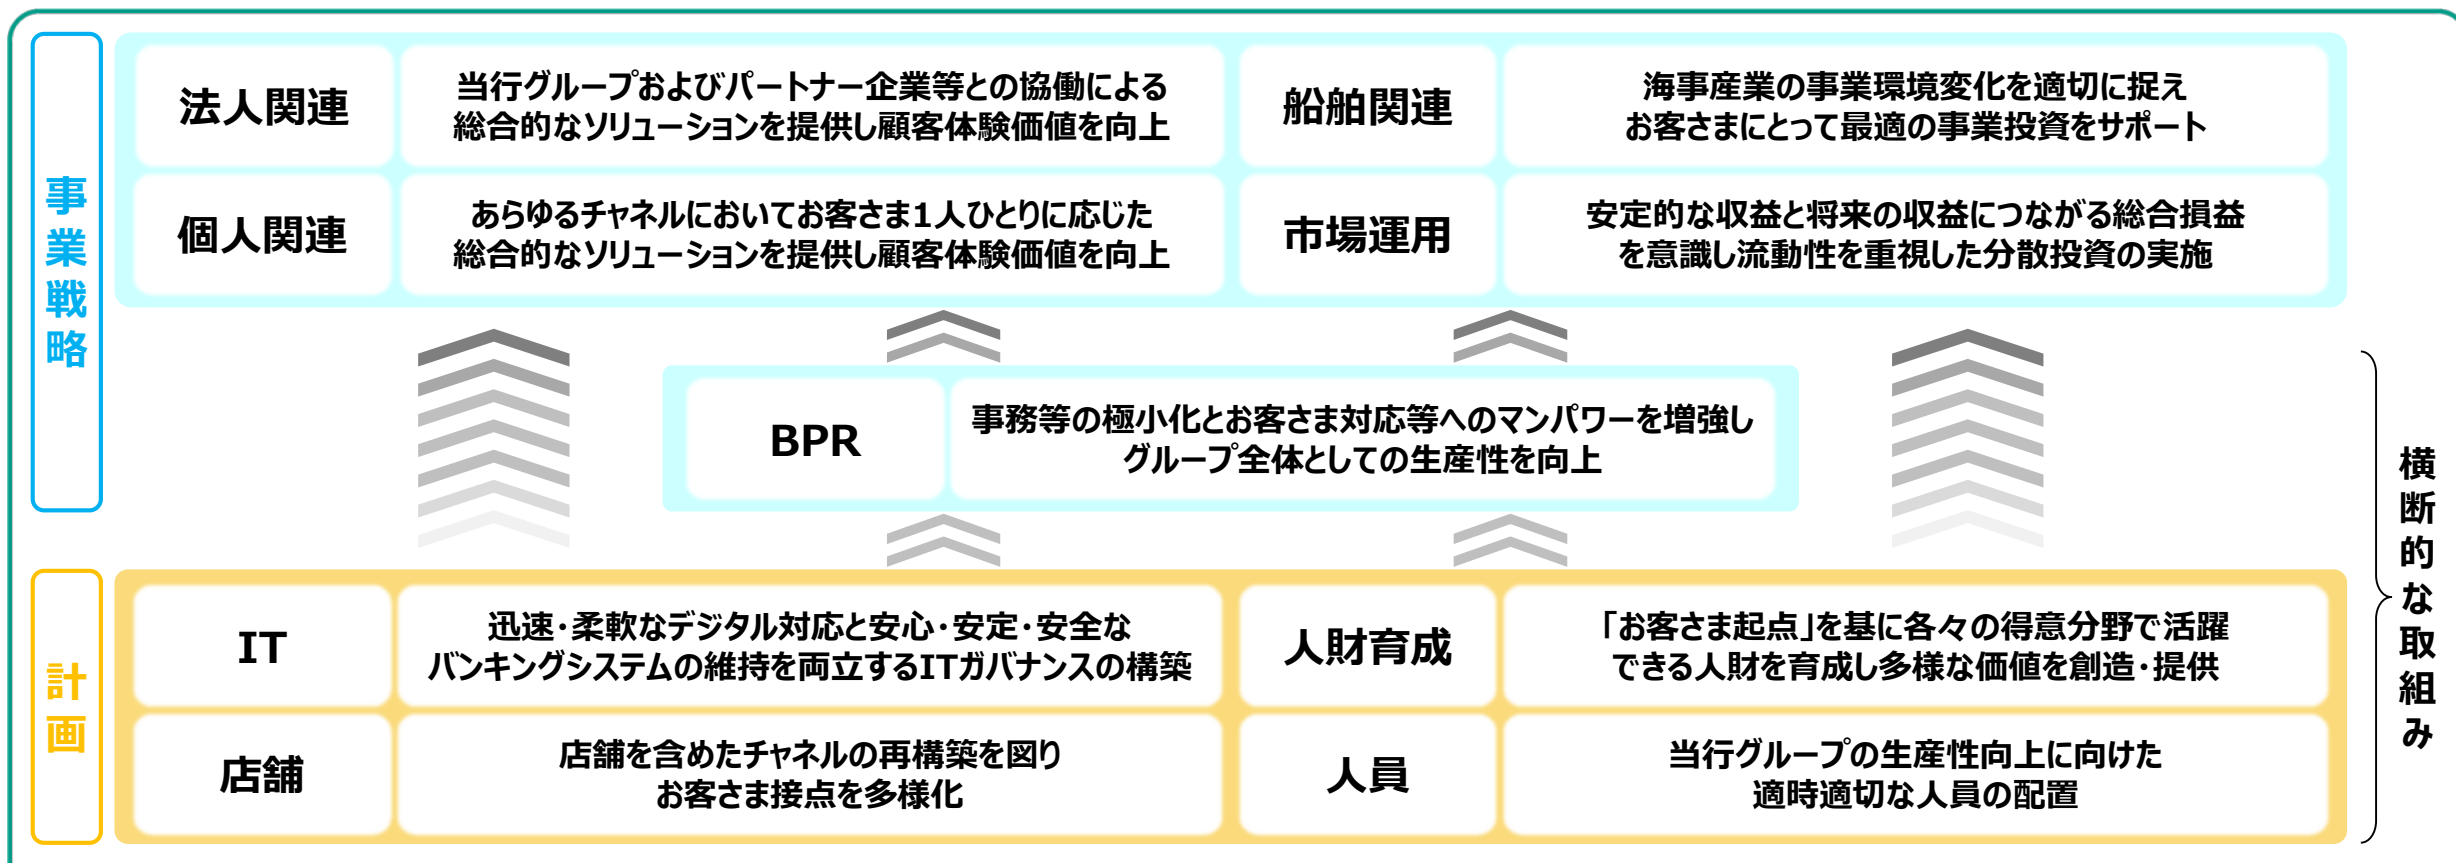 事業戦略
法人関連
当行グループおよびパートナー企業等との協働による
総合的なソリューションを提供し顧客体験価値を向上
船舶関連
海事産業の事業環境変化を適切に捉え
お客さまにとって最適の事業投資をサポート
個人関連
あらゆるチャネルにおいてお客さま1人ひとりに応じた
総合的なソリューションを提供し顧客体験価値を向上
市場運用
安定的な収益と将来の収益につながる総合損益
を意識し流動性を重視した分散投資の実施
BPR
事務等の極小化とお客さま対応等へのマンパワーを増強し
グループ全体としての生産性を向上
計画
IT
迅速・柔軟なデジタル対応と安心・安定・安全な
バンキングシステムの維持を両立するITガバナンスの構築
人財育成
「お客さま起点」を基に各々の得意分野で活躍
できる人財を育成し多様な価値を創造・提供
店舗
店舗を含めたチャネルの再構築を図り
お客さま接点を多様化
人員
当行グループの生産性向上に向けた
適時適切な人員の配置
横断的な取組み